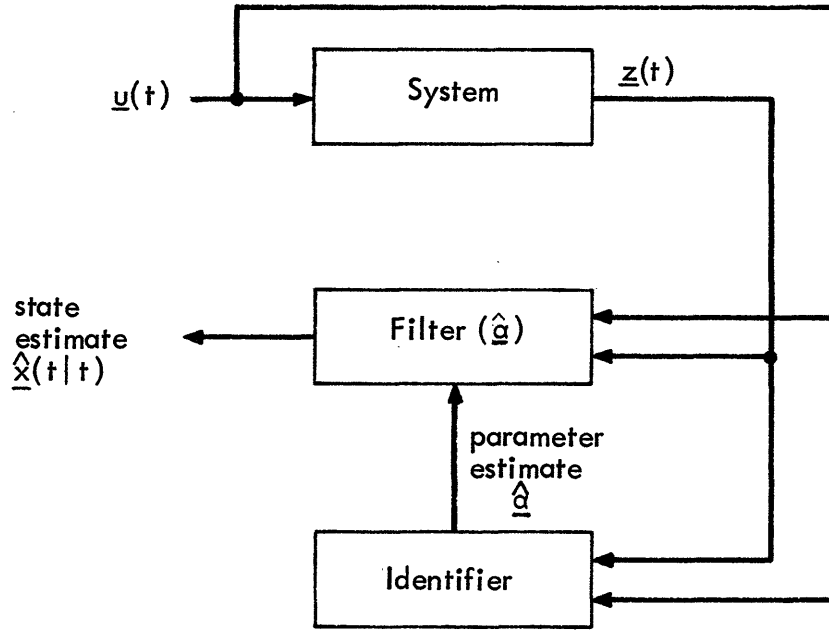 u̲(t)
System
z̲(t)
state
estimate
x̲̂(t|t)
Filter (α̲̂)
parameter
estimate
α̲̂
Identifier